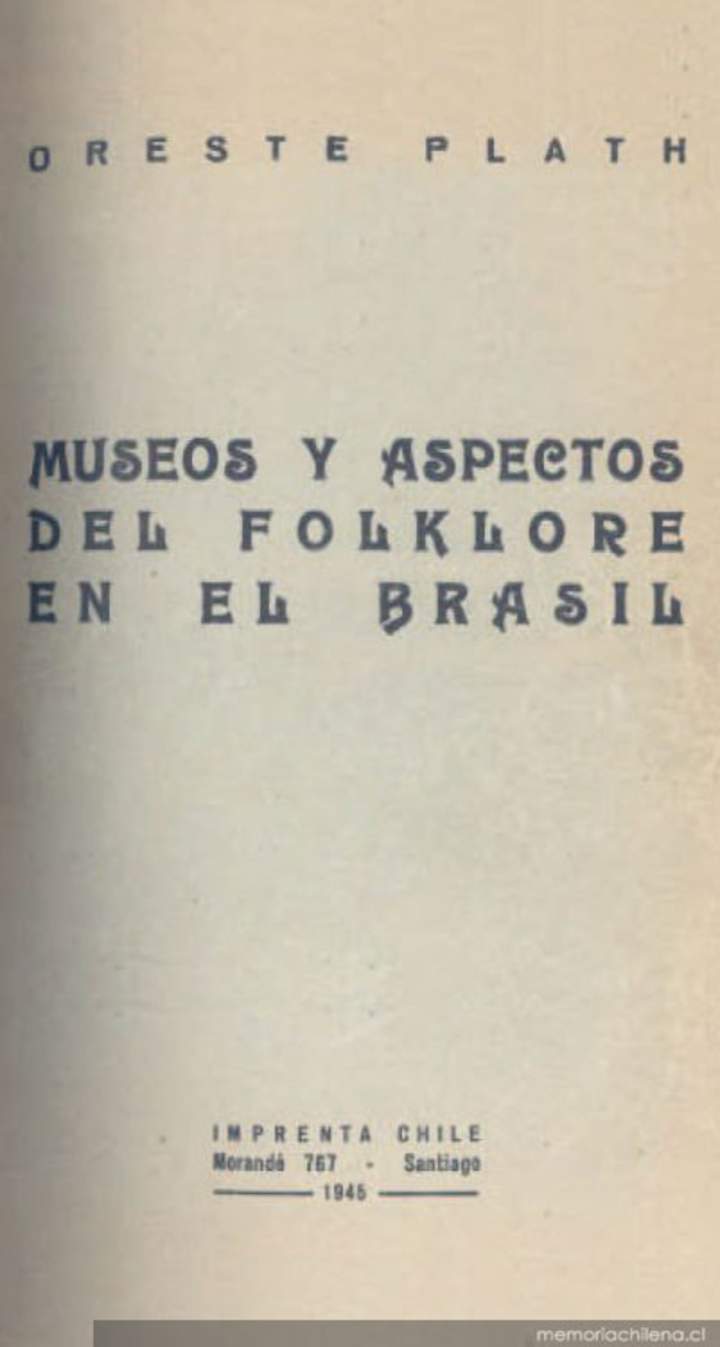 ORESTE PLATH
MUSEOS Y ASPECTOS
DEL FOLKLORE
EN EL BRASIL
IMPRENTA CHILE
Morandé 767 - Santiago
1945
memoriachilena.cl